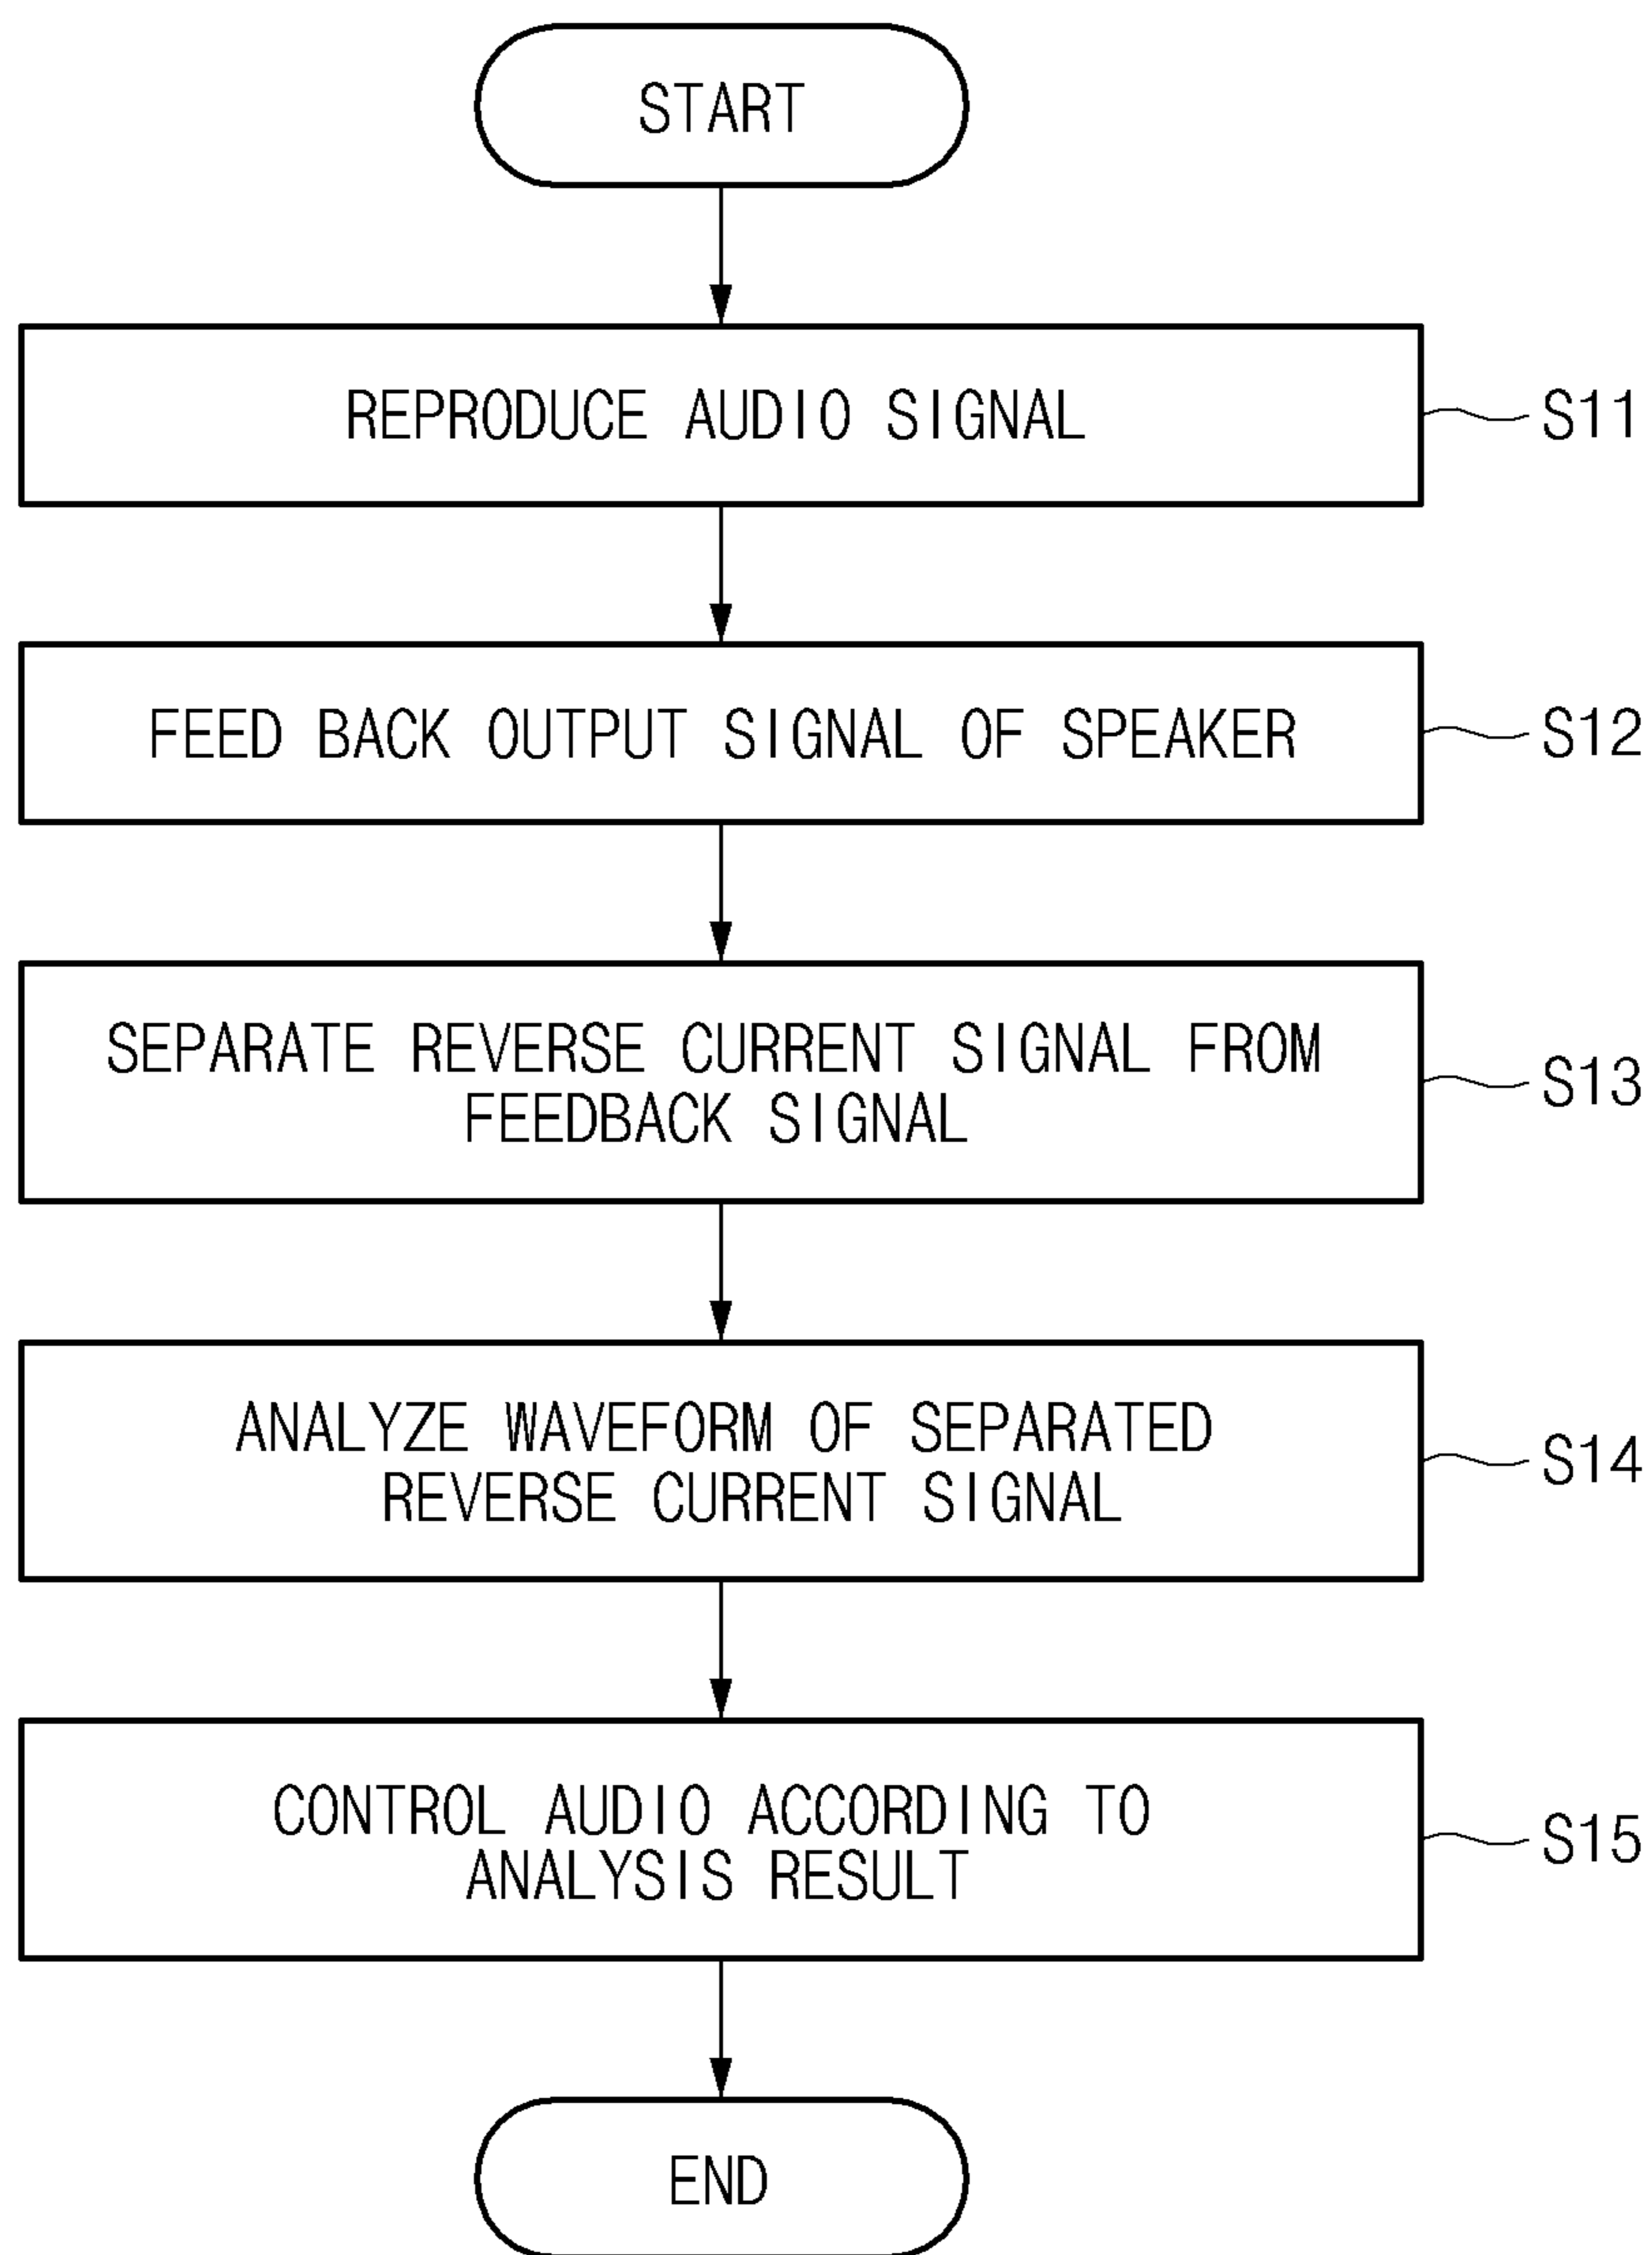 START
REPRODUCE AUDIO SIGNAL
S11
FEED BACK OUTPUT SIGNAL OF SPEAKER
S12
SEPARATE REVERSE CURRENT SIGNAL FROM
FEEDBACK SIGNAL
S13
ANALYZE WAVEFORM OF SEPARATED
REVERSE CURRENT SIGNAL
S14
CONTROL AUDIO ACCORDING TO
ANALYSIS RESULT
S15
END